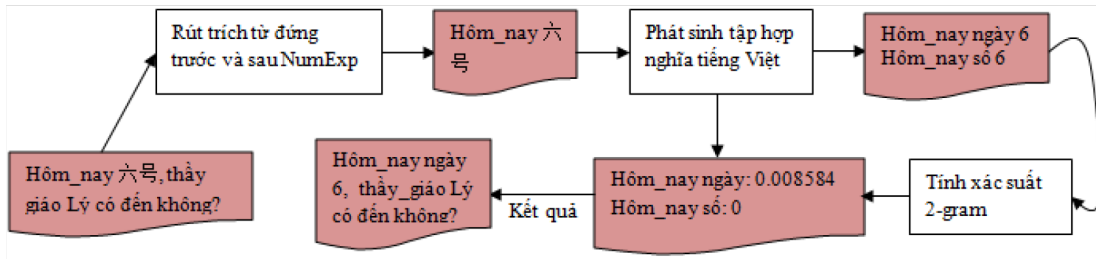 Rút trích từ đứng
trước và sau NumExp
Hôm_nay 六
号
Phát sinh tập hợp
nghĩa tiếng Việt
Hôm_nay ngày 6
Hôm_nay số 6
Hôm_nay 六号, thầy
giáo Lý có đến không?
Hôm_nay ngày
6, thầy_giáo Lý
có đến không?
Kết quả
Hôm_nay ngày: 0.008584
Hôm_nay số: 0
Tính xác suất
2-gram